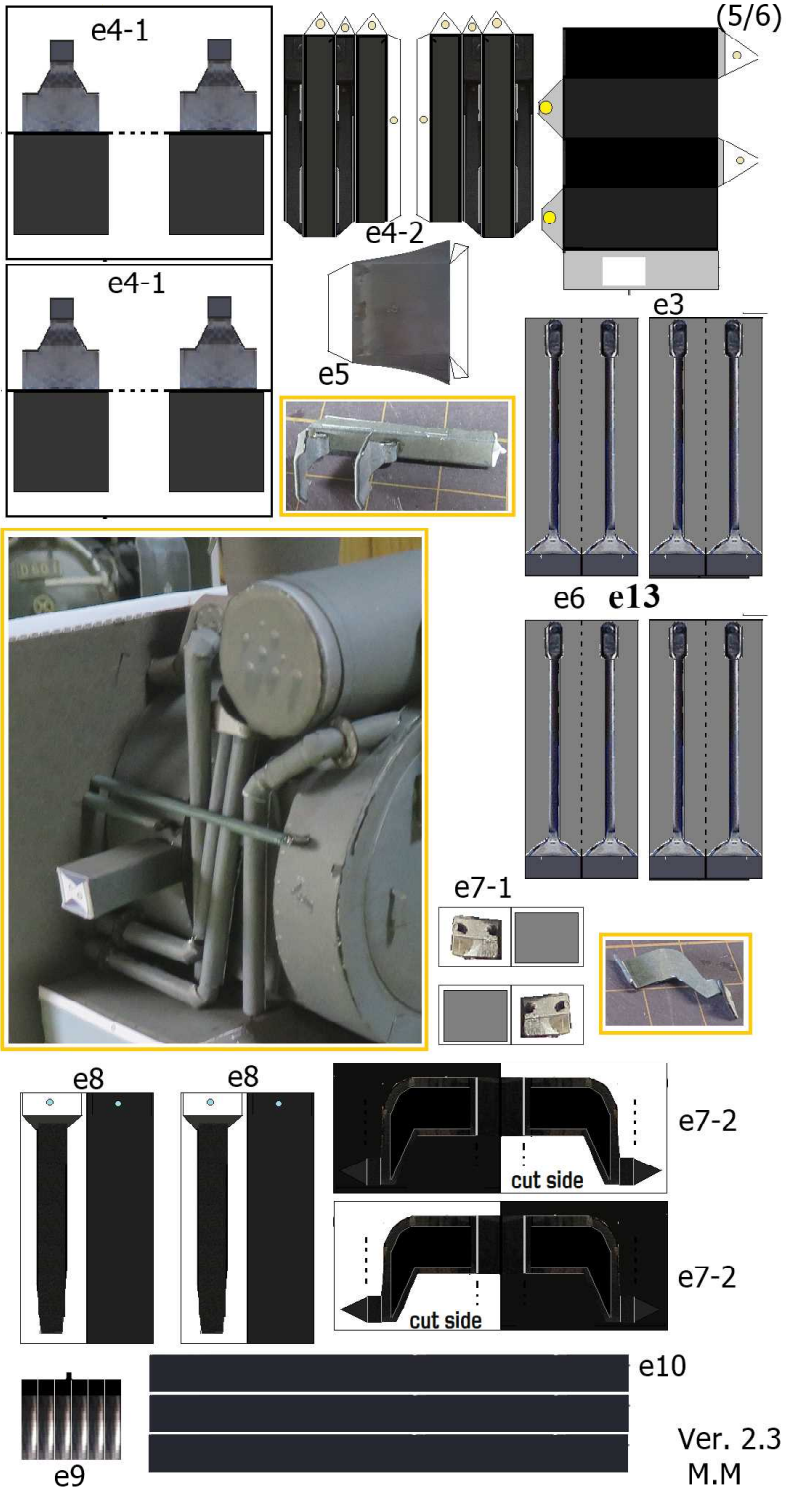 (5/6)
e4-1
e4-2
e4-1
e5
e3
e6 e13
D601
e7-1
e8 e8
e7-2
cut side
e7-2
cut side
e10
e9
Ver. 2.3
M.M